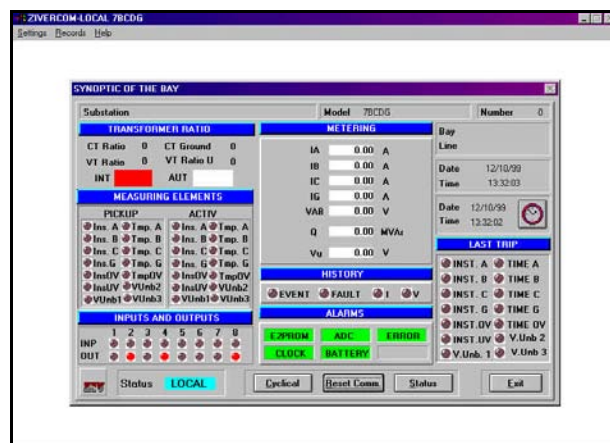 ZIVERCOM-LOCAL 7BCDG
Settings Records Help
SYNOPTIC OF THE BAY
Substation Model 7BCDG Number 0
TRANSFORMER RATIO
CT Ratio 0 CT Ground 0
VT Ratio 0 VT Ratio U 0
INT AUT
MEASURING ELEMENTS
PICKUP ACTIV
Ins. A Tmp. A Ins. A Tmp. A
Ins. B Tmp. B Ins. B Tmp. B
Ins. C Tmp. C Ins. C Tmp. C
Ins. G Tmp. G Ins. G Tmp. G
InsOV TmpOV InsOV TmpOV
InsUV VUnb2 InsUV VUnb2
VUnb1 VUnb3 VUnb1 VUnb3
INPUTS AND OUTPUTS
1 2 3 4 5 6 7 8
INP
OUT
METERING
IA 0.00 A
IB 0.00 A
IC 0.00 A
IG 0.00 A
VAB 0.00 V
Q 0.00 MVAr
Vu 0.00 V
HISTORY
EVENT FAULT I V
ALARMS
E2PROM ADC ERROR
CLOCK BATTERY
Bay
Line
Date 12/10/99
Time 13:32:03
Date 12/10/99
Time 13:32:02
LAST TRIP
INST. A TIME A
INST. B TIME B
INST. C TIME C
INST. G TIME G
INST.OV TIME OV
INST.UV V.Unb 2
V.Unb. 1 V.Unb 3
Status LOCAL Cyclical Reset Comm. Status Exit